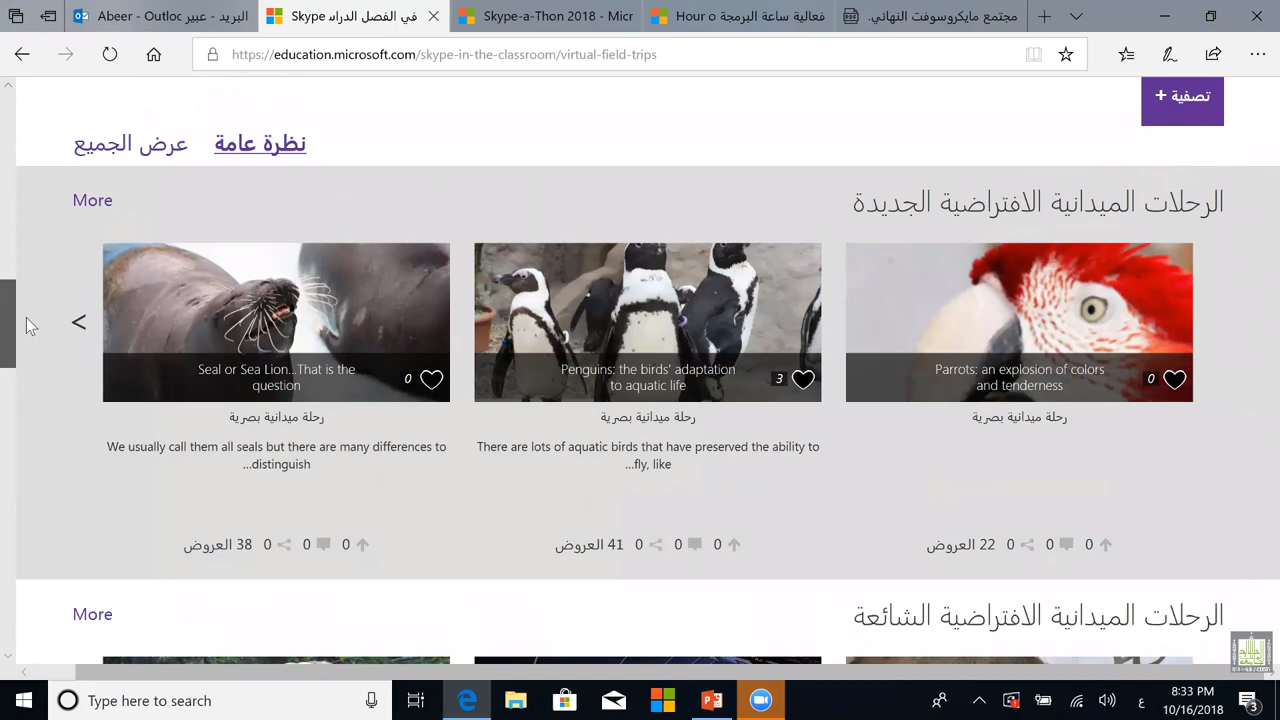 البريد - عبير Abeer - Outloc
في الفصل الدراس Skype
Skype-a-Thon 2018 - Micr
فعالية ساعة البرمجة Hour o
مجتمع مايكروسوفت النهائي.
https://education.microsoft.com/skype-in-the-classroom/virtual-field-trips
تصفية +
نظرة عامة
عرض الجميع
الرحلات الميدانية الافتراضية الجديدة
More
Seal or Sea Lion...That is the
question
0
Penguins: the birds' adaptation
to aquatic life
3
Parrots: an explosion of colors
and tenderness
0
رحلة ميدانية بصرية
رحلة ميدانية بصرية
رحلة ميدانية بصرية
We usually call them all seals but there are many differences to
...distinguish
There are lots of aquatic birds that have preserved the ability to
...fly, like
38 العروض 0 0 0
41 العروض 0 0 0
22 العروض 0 0 0
الرحلات الميدانية الافتراضية الشائعة
More
Type here to search
ع
8:33 PM
10/16/2018
3